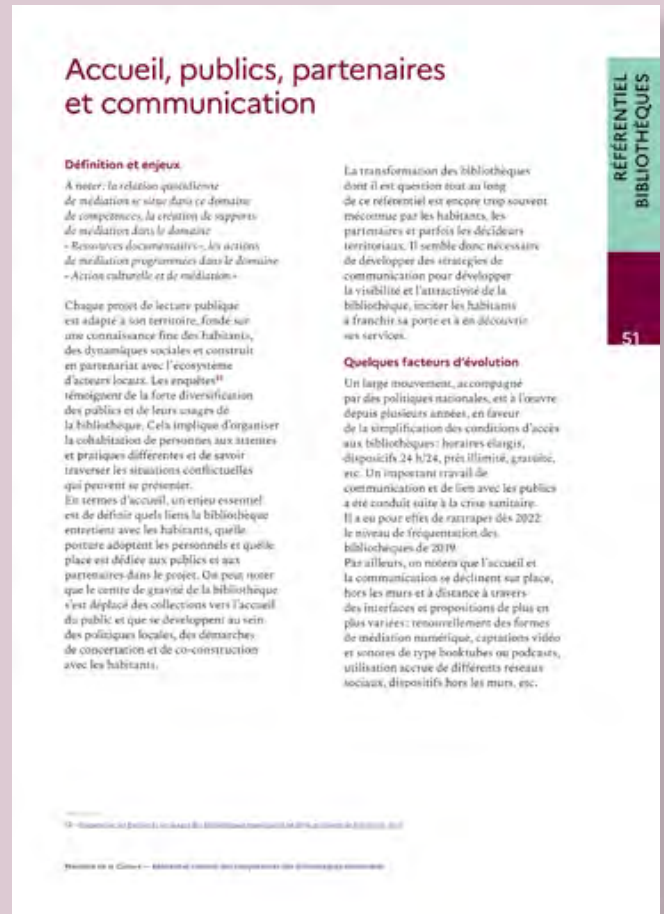 Accueil, publics, partenaires
et communication
Définition et enjeux
À noter: la relation quotidienne
de médiation se situe dans ce domaine
de compétences, la création de supports
de médiation dans le domaine
«Ressources documentaires», les actions
de médiation programmées dans le domaine
«Action culturelle et de médiation»
Chaque projet de lecture publique
est adapté à son territoire, fondé sur
une connaissance fine des habitants,
des dynamiques sociales et construit
en partenariat avec l'écosystème
d'acteurs locaux. Les enquêtes
témoignent de la forte diversification
des publics et de leurs usages de
la bibliothèque. Cela implique d'organiser
la cohabitation de personnes aux attentes
et pratiques différentes et de savoir
traverser les situations conflictuelles
qui peuvent se présenter.
En termes d'accueil, un enjeu essentiel
est de définir quels liens la bibliothèque
entretient avec les habitants, quelle
posture adoptent les personnels et quelle
place est dédiée aux publics et aux
partenaires dans le projet. On peut noter
que le centre de gravité de la bibliothèque
s'est déplacé des collections vers l'accueil
du public et que se développent au sein
des politiques locales, des démarches
de concertation et de co-construction
avec les habitants.
La transformation des bibliothèques
dont il est question tout au long
de ce référentiel est encore trop souvent
méconnue par les habitants, les
partenaires et parfois les décideurs
territoriaux. Il semble donc nécessaire
de développer des stratégies de
communication pour développer
la visibilité et l'attractivité de la
bibliothèque, inciter les habitants
à franchir sa porte et à en découvrir
ses services.
Quelques facteurs d'évolution
Un large mouvement, accompagné
par des politiques nationales, est à l'œuvre
depuis plusieurs années, en faveur
de la simplification des conditions d'accès
aux bibliothèques: horaires élargis,
dispositifs 24 h/24, prêt illimité, gratuité,
etc. Un important travail de
communication et de lien avec les publics
a été conduit suite à la crise sanitaire.
Il a eu pour effet de rattraper dès 2022
le niveau de fréquentation des
bibliothèques de 2019.
Par ailleurs, on notera que l'accueil et
la communication se déclinent sur place,
hors les murs et à distance à travers
des interfaces et propositions de plus en
plus variées: renouvellement des formes
de médiation numérique, captations vidéo
et sonores de type booktubes ou podcasts,
utilisation accrue de différents réseaux
sociaux, dispositifs hors les murs, etc.
RÉFÉRENTIEL
BIBLIOTHÈQUES
51
Ministère de la Culture —